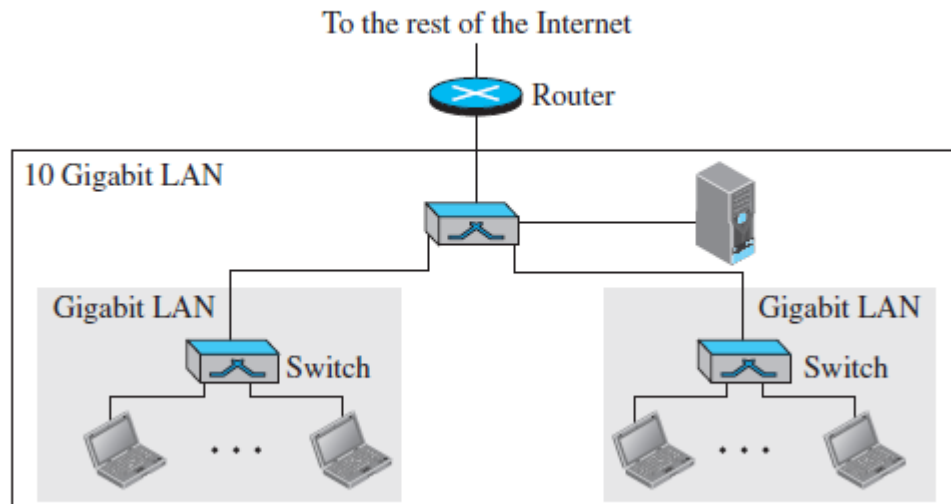 To the rest of the Internet
Router
10 Gigabit LAN
Gigabit LAN
Gigabit LAN
Switch
Switch